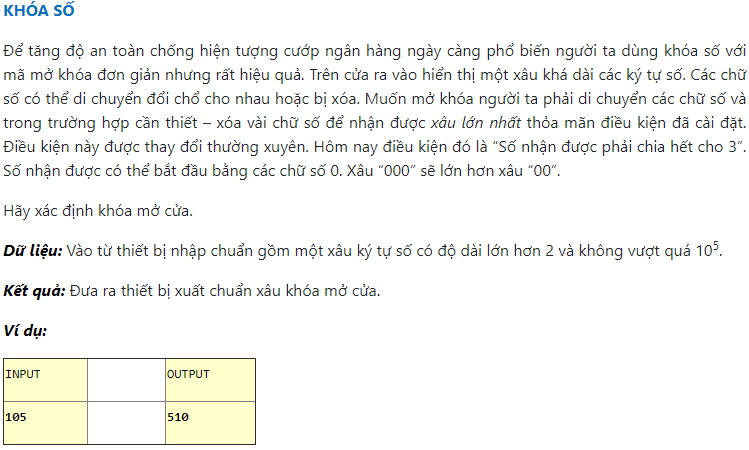 KHÓA SỐ
Để tăng độ an toàn chống hiện tượng cướp ngân hàng ngày càng phổ biến người ta dùng khóa số với
mã mở khóa đơn giản nhưng rất hiệu quả. Trên cửa ra vào hiển thị một xâu khá dài các ký tự số. Các chữ
số có thể di chuyển đổi chổ cho nhau hoặc bị xóa. Muốn mở khóa người ta phải di chuyển các chữ số và
trong trường hợp cần thiết – xóa vài chữ số để nhận được xâu lớn nhất thỏa mãn điều kiện đã cài đặt.
Điều kiện này được thay đổi thường xuyên. Hôm nay điều kiện đó là “Số nhận được phải chia hết cho 3”.
Số nhận được có thể bắt đầu bằng các chữ số 0. Xâu “000” sẽ lớn hơn xâu “00”.
Hãy xác định khóa mở cửa.
Dữ liệu: Vào từ thiết bị nhập chuẩn gồm một xâu ký tự số có độ dài lớn hơn 2 và không vượt quá 10⁵.
Kết quả: Đưa ra thiết bị xuất chuẩn xâu khóa mở cửa.
Ví dụ:
INPUT OUTPUT
105 510